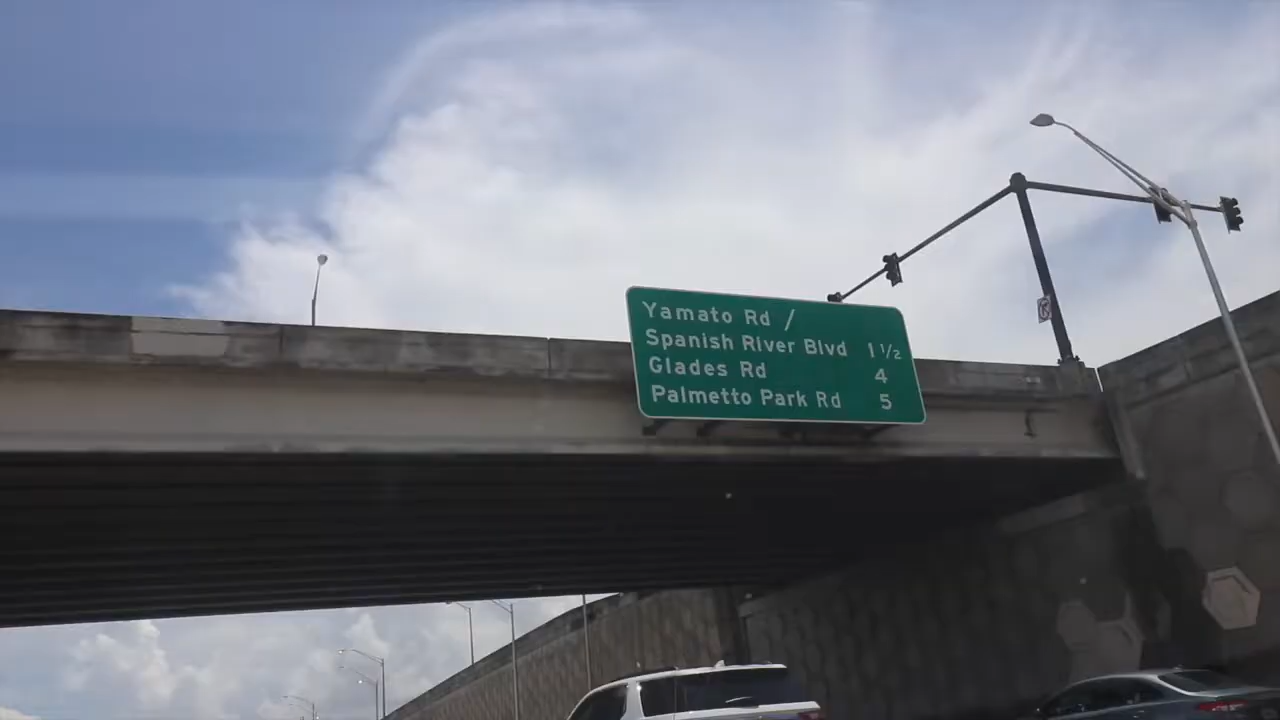 Yamato Rd /
Spanish River Blvd 1 1/2
Glades Rd 4
Palmetto Park Rd 5